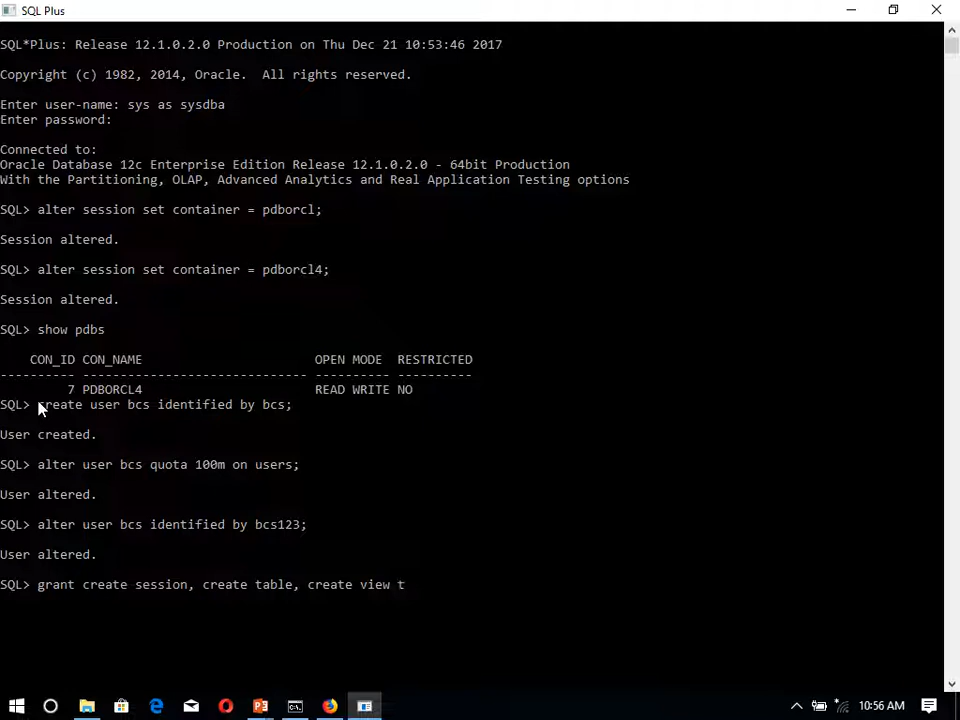 SQL Plus
SQL*Plus: Release 12.1.0.2.0 Production on Thu Dec 21 10:53:46 2017
Copyright (c) 1982, 2014, Oracle.  All rights reserved.
Enter user-name: sys as sysdba
Enter password:
Connected to:
Oracle Database 12c Enterprise Edition Release 12.1.0.2.0 - 64bit Production
With the Partitioning, OLAP, Advanced Analytics and Real Application Testing options
SQL> alter session set container = pdborcl;
Session altered.
SQL> alter session set container = pdborcl4;
Session altered.
SQL> show pdbs
CON_ID CON_NAME                       OPEN MODE  RESTRICTED
---------- ------------------------------ ---------- ----------
7 PDBORCL4                       READ WRITE NO
SQL> create user bcs identified by bcs;
User created.
SQL> alter user bcs quota 100m on users;
User altered.
SQL> alter user bcs identified by bcs123;
User altered.
SQL> grant create session, create table, create view t
10:56 AM